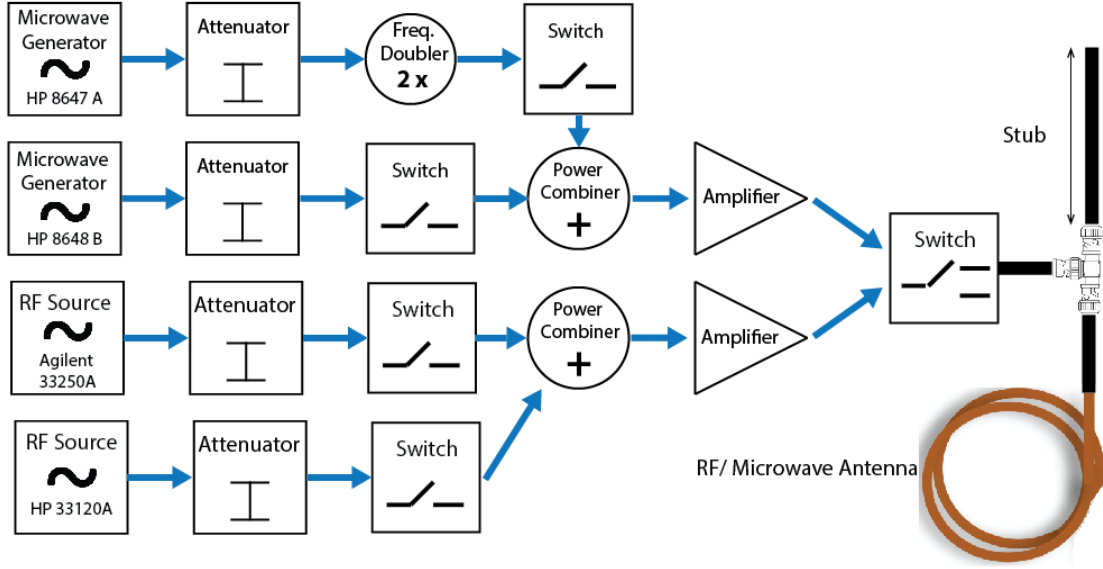 Microwave
Generator
HP 8647 A
Attenuator
Freq.
Doubler
2 x
Switch
Microwave
Generator
HP 8648 B
Attenuator
Switch
Power
Combiner
+
Amplifier
Switch
Stub
RF Source
Agilent
33250A
Attenuator
Switch
Power
Combiner
+
Amplifier
RF Source
HP 33120A
Attenuator
Switch
RF/ Microwave Antenna